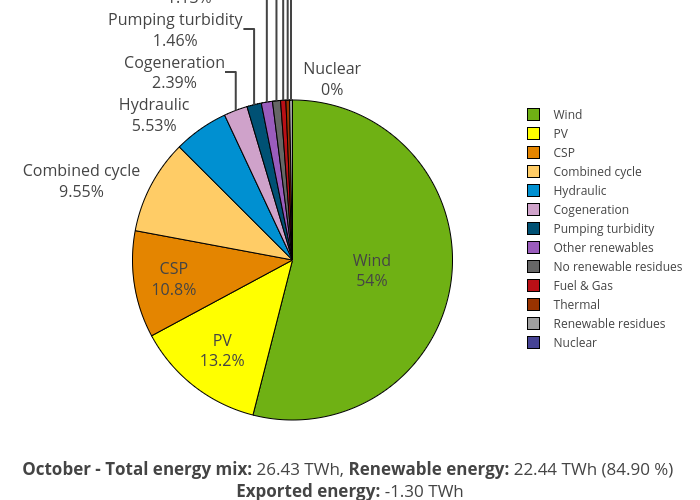 Pumping turbidity
1.46%
Cogeneration
2.39%
Nuclear
0%
Hydraulic
5.53%
Combined cycle
9.55%
CSP
10.8%
PV
13.2%
Wind
54%
Wind
PV
CSP
Combined cycle
Hydraulic
Cogeneration
Pumping turbidity
Other renewables
No renewable residues
Fuel & Gas
Thermal
Renewable residues
Nuclear
October - Total energy mix: 26.43 TWh, Renewable energy: 22.44 TWh (84.90 %)
Exported energy: -1.30 TWh